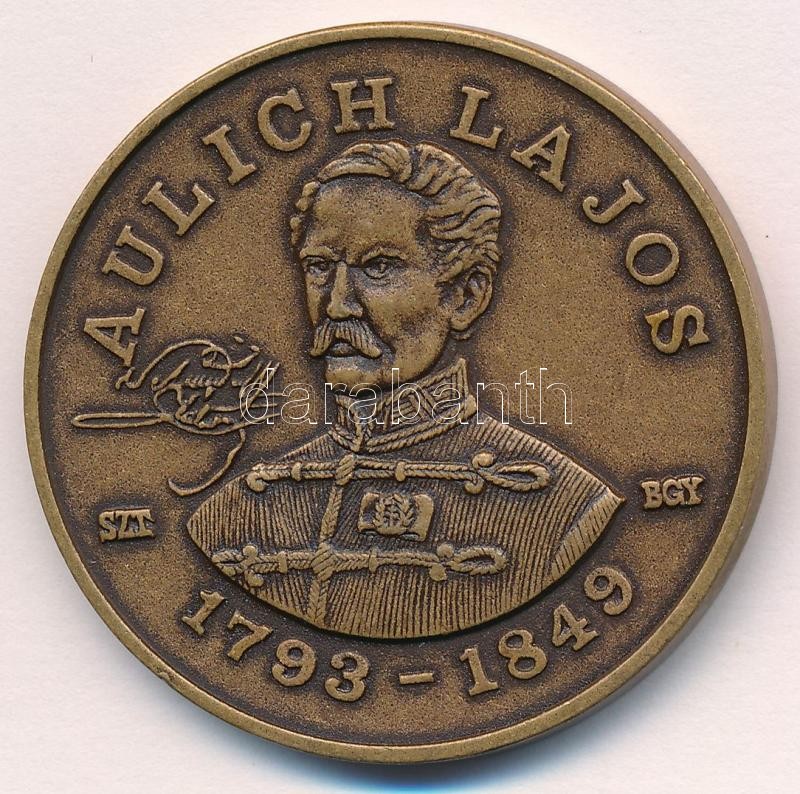 AULICH LAJOS
darabanth
SZT
BGY
1793-1849